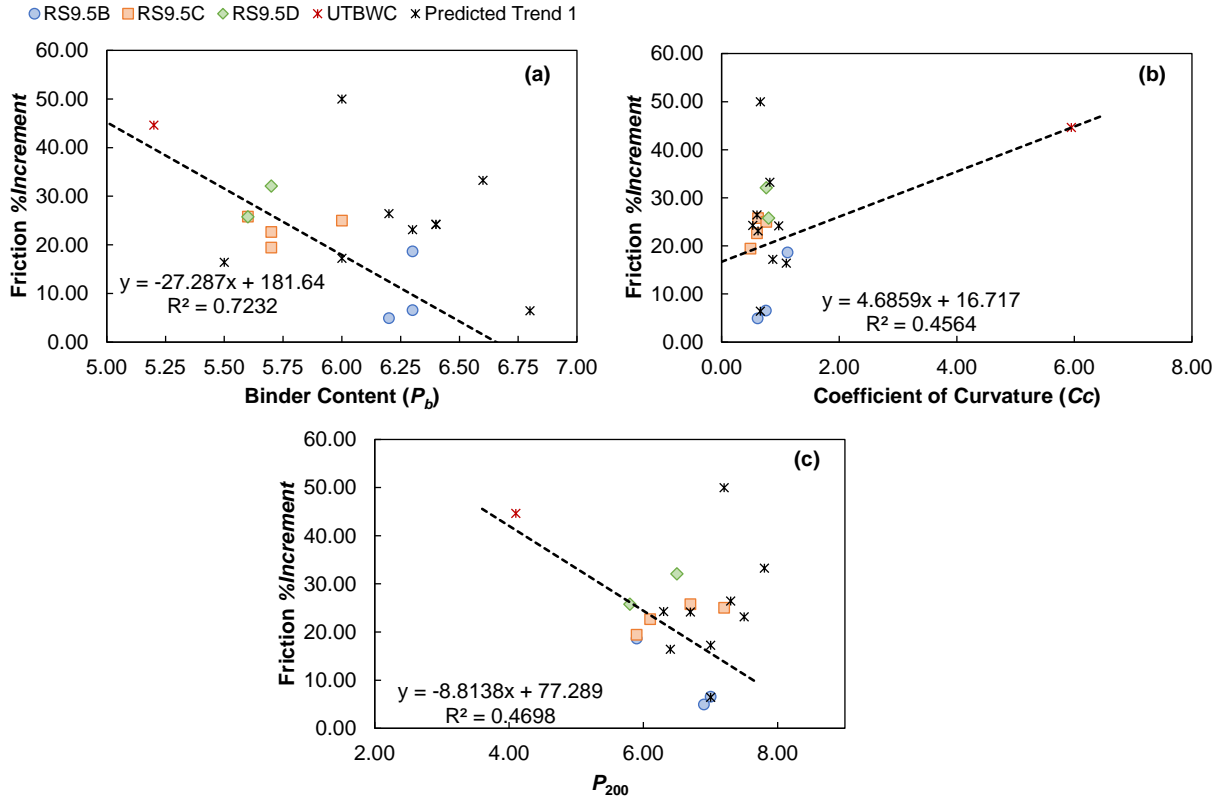 RS9.5B RS9.5C RS9.5D UTBWC Predicted Trend 1
60.00
50.00
40.00
30.00
20.00
10.00
0.00
Friction %Increment
(a)
y = -27.287x + 181.64
R² = 0.7232
5.00 5.25 5.50 5.75 6.00 6.25 6.50 6.75 7.00
Binder Content (P_b)
60.00
50.00
40.00
30.00
20.00
10.00
0.00
Friction %Increment
(b)
y = 4.6859x + 16.717
R² = 0.4564
0.00 2.00 4.00 6.00 8.00
Coefficient of Curvature (Cc)
60.00
50.00
40.00
30.00
20.00
10.00
0.00
Friction %Increment
(c)
y = -8.8138x + 77.289
R² = 0.4698
2.00 4.00 6.00 8.00
P₂₀₀